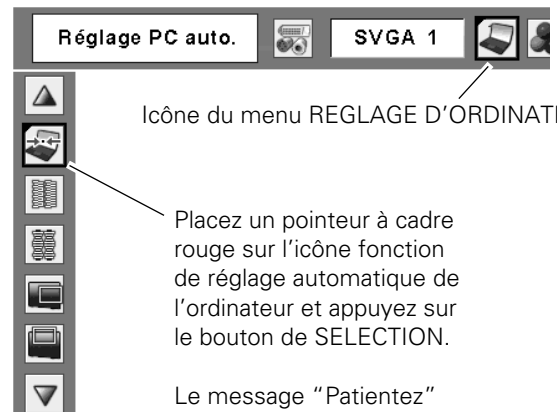 Réglage PC auto.
SVGA 1
Icône du menu REGLAGE
Placez un pointeur à cadre
rouge sur l'icône fonction
de réglage automatique de
l'ordinateur et appuyez sur
le bouton de SELECTION.
Le message “Patientez”